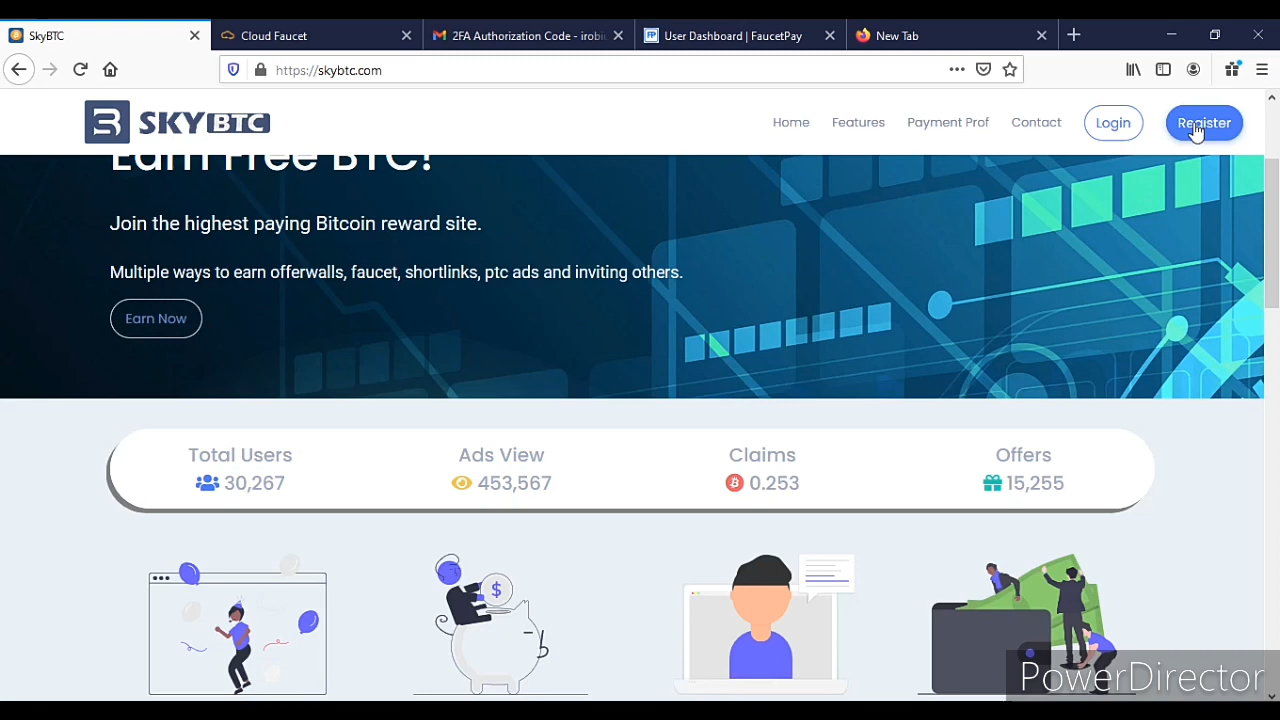 SkyBTC
Cloud Faucet
2FA Authorization Code - irobi
User Dashboard | FaucetPay
New Tab
https://skybtc.com
SKYBTC
Home
Features
Payment Prof
Contact
Login
Register
Earn Free BTC!
Join the highest paying Bitcoin reward site.
Multiple ways to earn offerwalls, faucet, shortlinks, ptc ads and inviting others.
Earn Now
Total Users
30,267
Ads View
453,567
Claims
0.253
Offers
15,255
PowerDirector